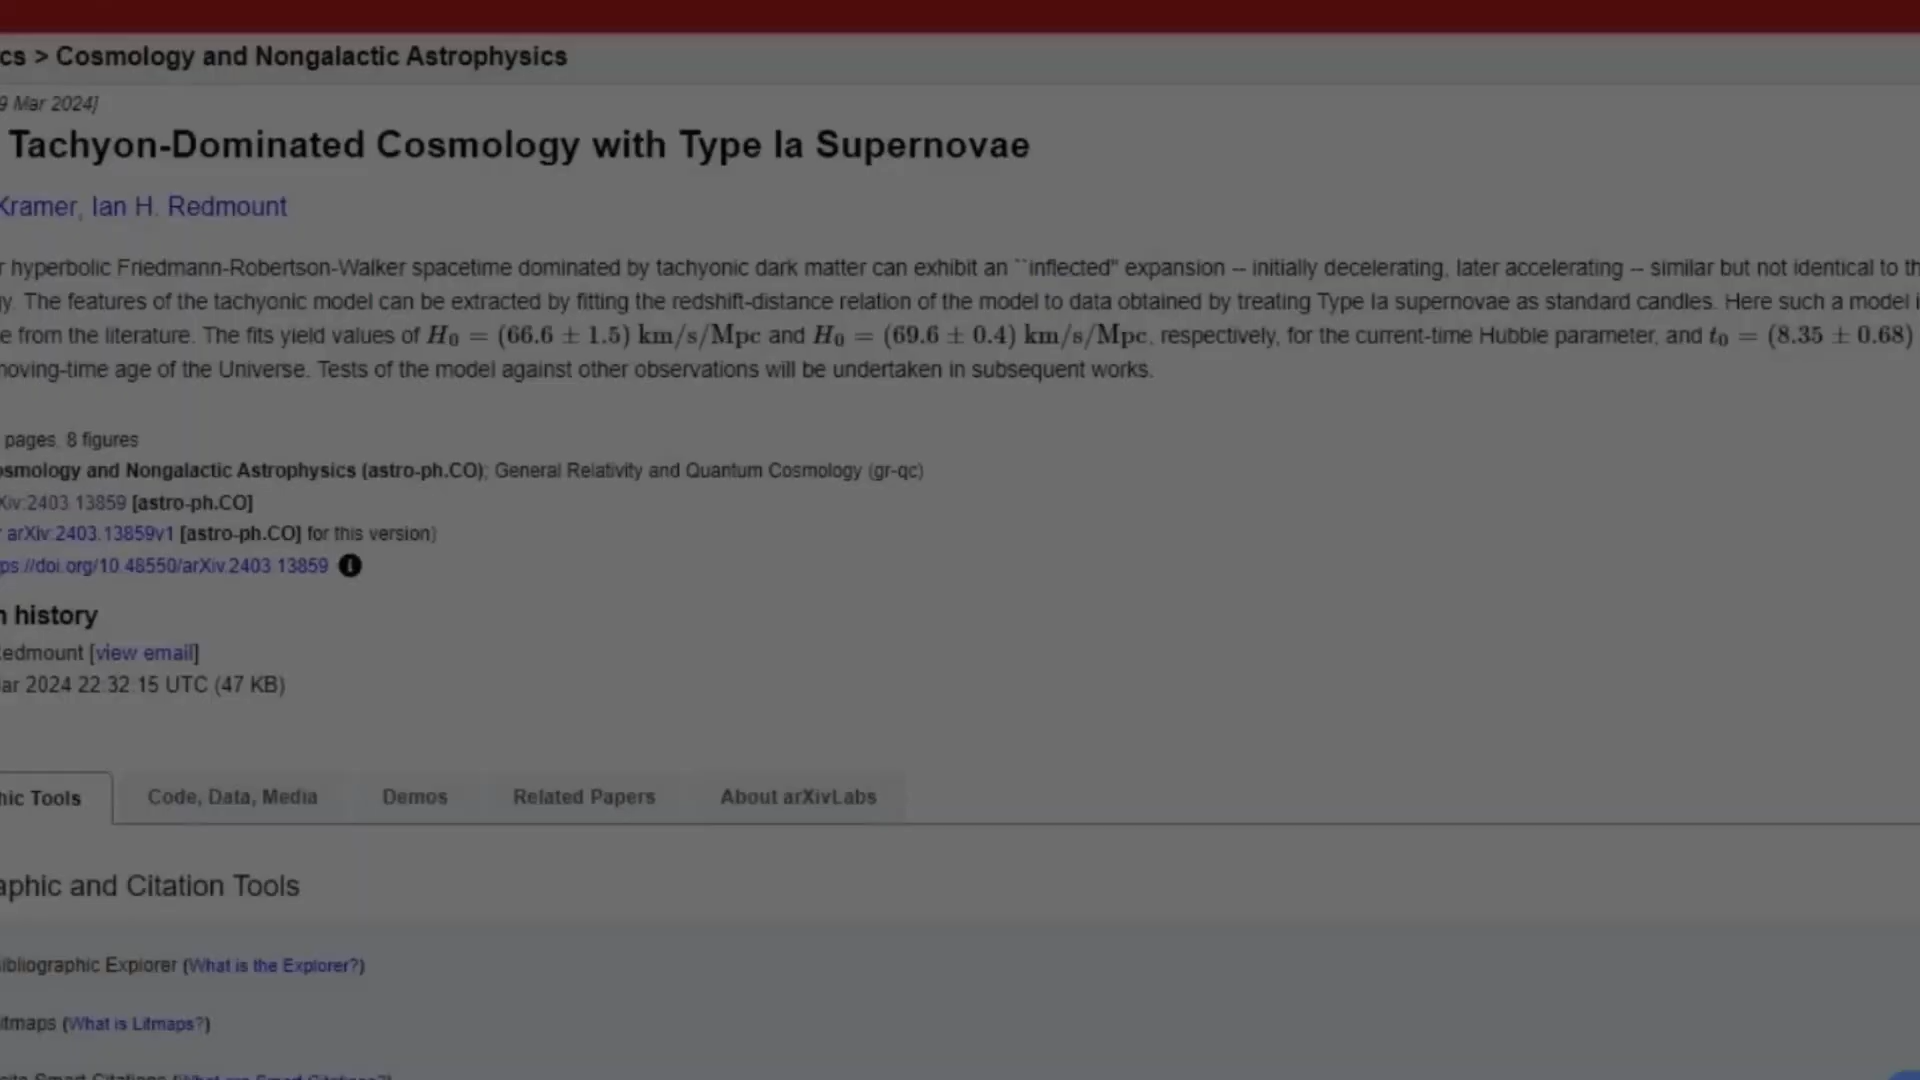 cs > Cosmology and Nongalactic Astrophysics
9 Mar 2024]
Tachyon-Dominated Cosmology with Type Ia Supernovae
Kramer, Ian H. Redmount
r hyperbolic Friedmann-Robertson-Walker spacetime dominated by tachyonic dark matter can exhibit an ``inflected" expansion -- initially decelerating, later accelerating -- similar but not identical to th
gy. The features of the tachyonic model can be extracted by fitting the redshift-distance relation of the model to data obtained by treating Type Ia supernovae as standard candles. Here such a model i
e from the literature. The fits yield values of H₀ = (66.6 ± 1.5) km/s/Mpc and H₀ = (69.6 ± 0.4) km/s/Mpc, respectively, for the current-time Hubble parameter, and t₀ = (8.35 ± 0.68)
noving-time age of the Universe. Tests of the model against other observations will be undertaken in subsequent works.
pages, 8 figures
osmology and Nongalactic Astrophysics (astro-ph.CO); General Relativity and Quantum Cosmology (gr-qc)
Xiv:2403.13859 [astro-ph.CO]
r arXiv:2403.13859v1 [astro-ph.CO] for this version)
ps://doi.org/10.48550/arXiv.2403.13859
n history
Redmount [view email]
ar 2024 22:32:15 UTC (47 KB)
hic Tools
Code, Data, Media
Demos
Related Papers
About arXivLabs
aphic and Citation Tools
ibliographic Explorer (What is the Explorer?)
itmaps (What is Litmaps?)
cite Smart Citations (What are Smart Citations?)